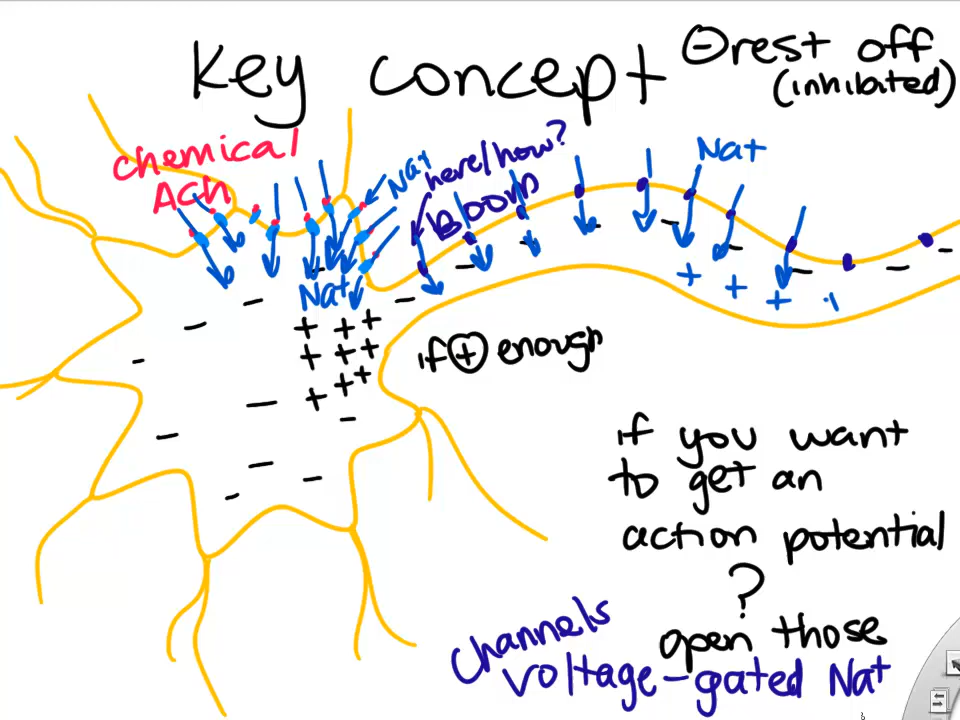 Key concept
⊖rest off
(inhibited)
chemical
ACh
Na+
here/how?
Boom
Na+
Na+
if ⊕ enough
if you want
to get an
action potential
?
open those
channels
voltage-gated Na+